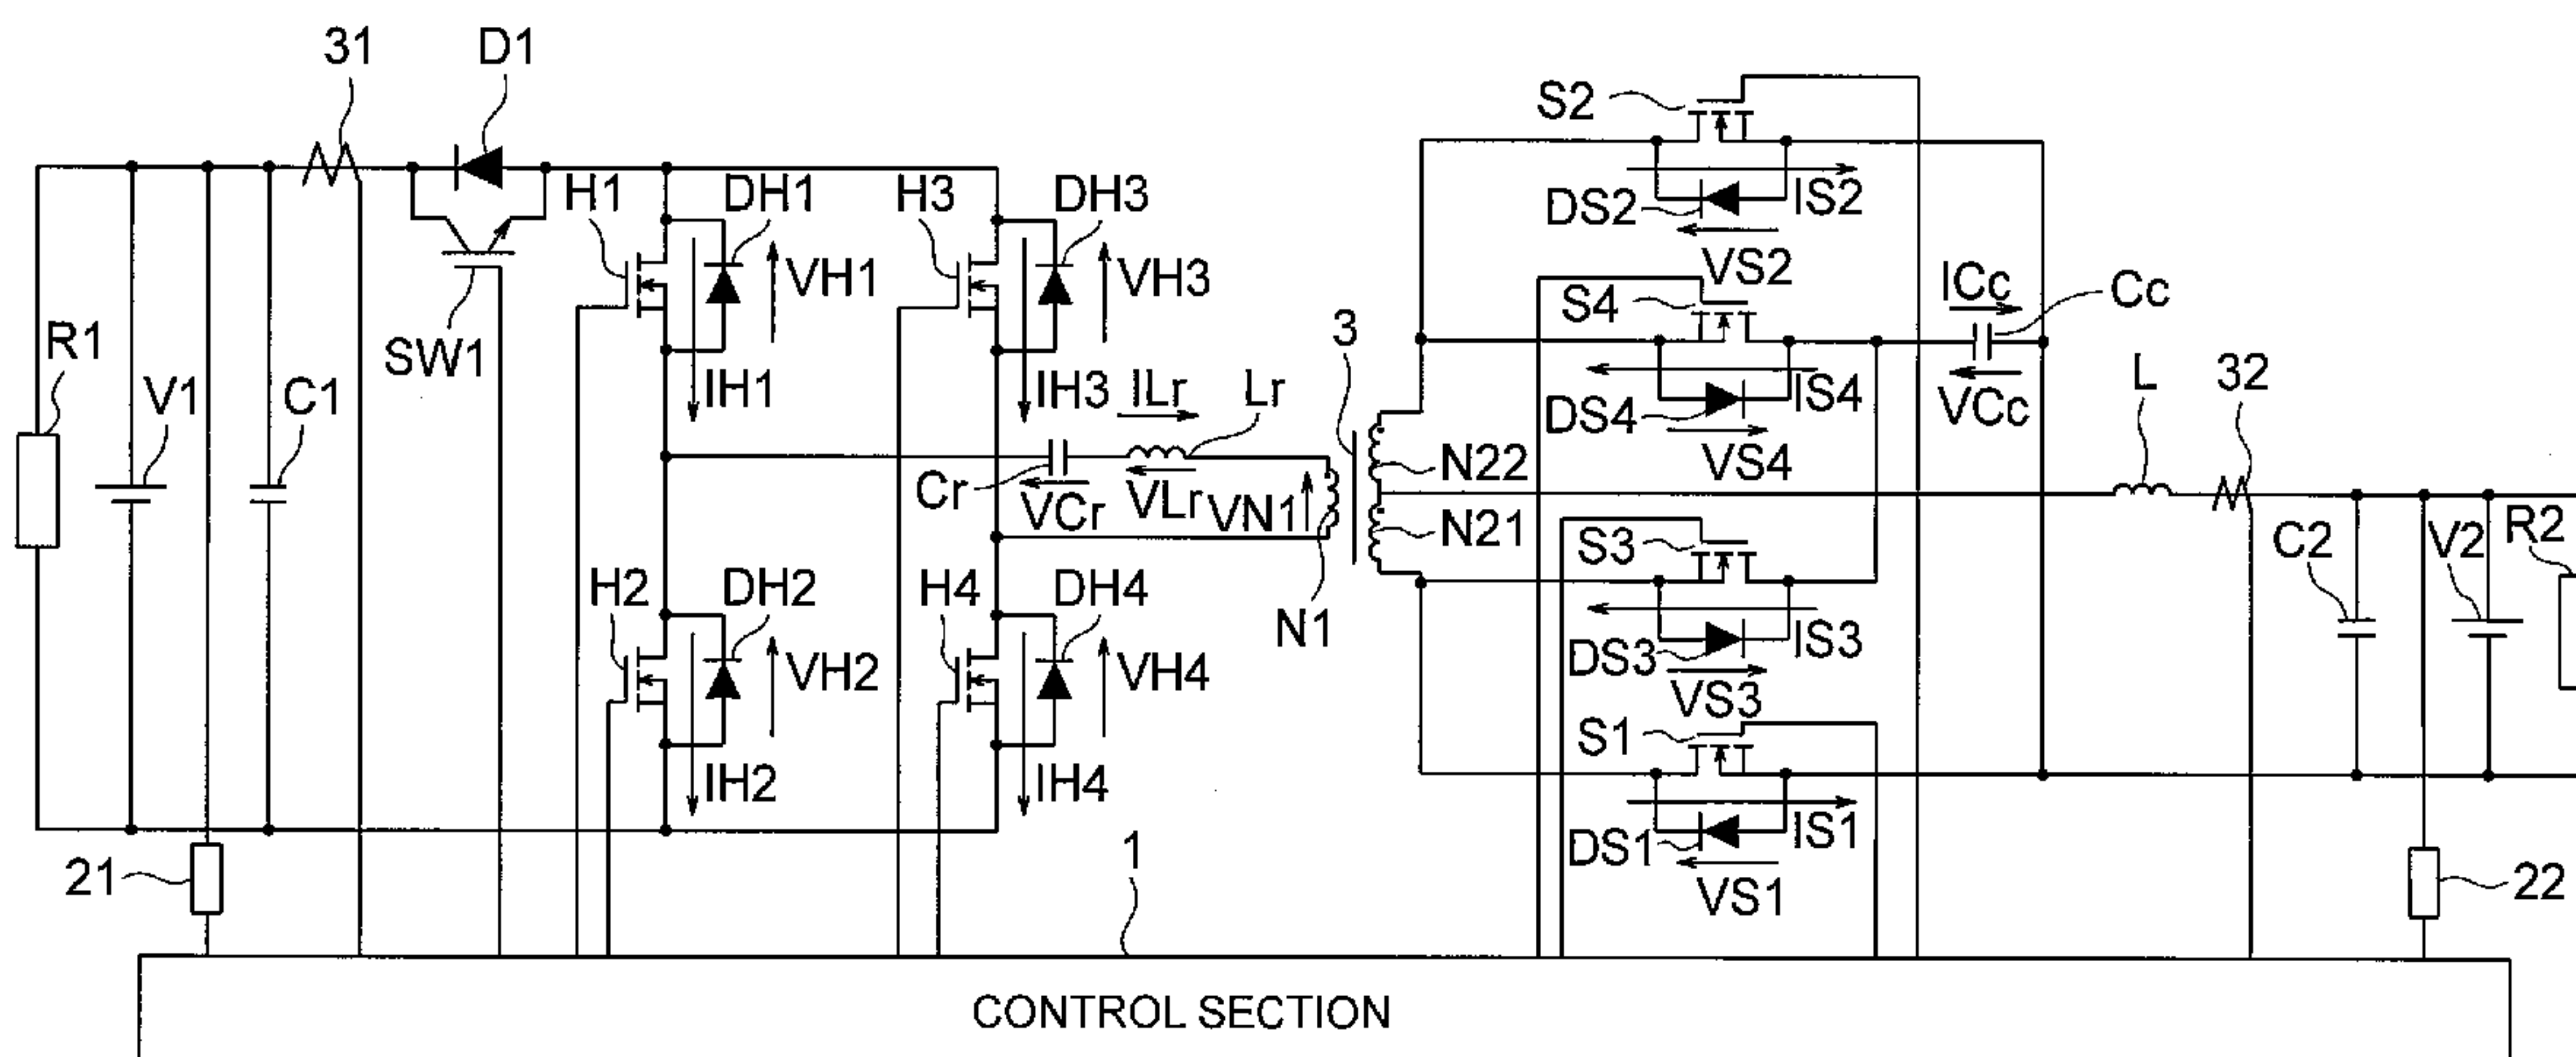 31
D1
S2
H1
DH1
H3
DH3
DS2
IS2
VH1
VH3
VS2
ICc
Cc
R1
SW1
S4
3
V1
C1
IH1
IH3
ILr
Lr
DS4
IS4
VCc
L
32
VS4
N22
Cr
VCr
VLr
VN1
N21
S3
C2
V2
R2
H2
DH2
H4
DH4
N1
DS3
IS3
VH2
VH4
VS3
S1
IH2
IH4
DS1
IS1
21
1
VS1
22
CONTROL SECTION